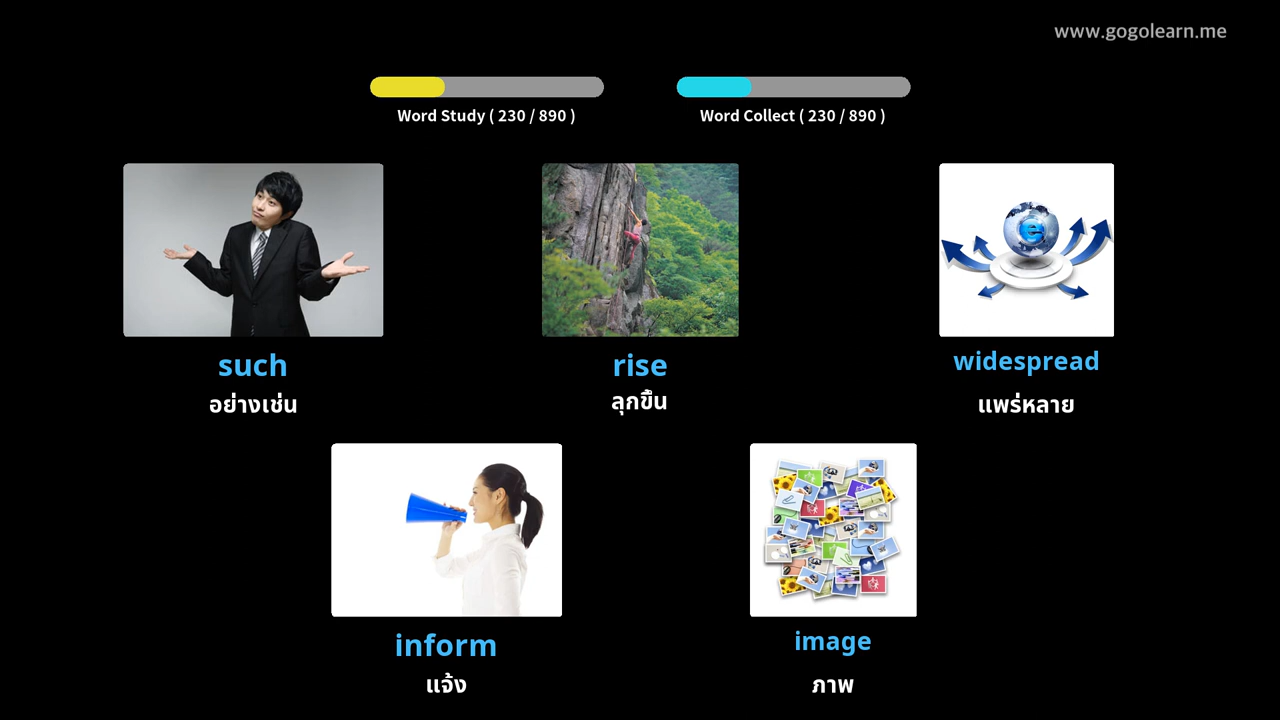 www.gogolearn.me
Word Study ( 230 / 890 )
Word Collect ( 230 / 890 )
such
อย่างเช่น
rise
ลุกขึ้น
widespread
แพร่หลาย
inform
แจ้ง
image
ภาพ